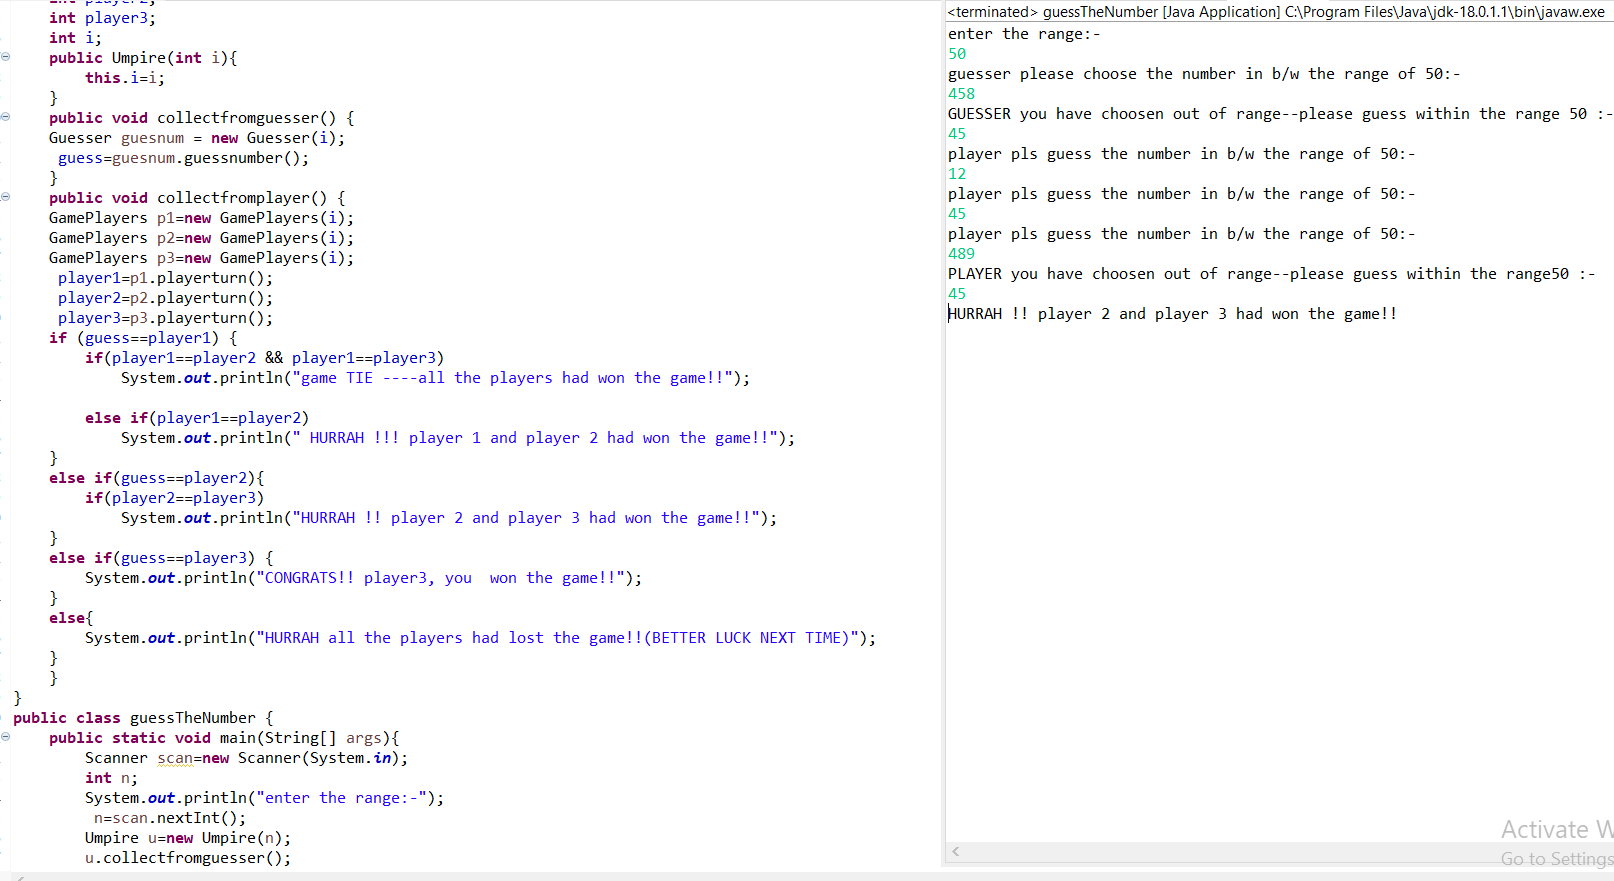 int player2;
int player3;
int i;
public Umpire(int i){
this.i=i;
}
public void collectfromguesser() {
Guesser guesnum = new Guesser(i);
guess=guesnum.guessnumber();
}
public void collectfromplayer() {
GamePlayers p1=new GamePlayers(i);
GamePlayers p2=new GamePlayers(i);
GamePlayers p3=new GamePlayers(i);
player1=p1.playerturn();
player2=p2.playerturn();
player3=p3.playerturn();
if (guess==player1) {
if(player1==player2 && player1==player3)
System.out.println("game TIE ----all the players had won the game!!");
else if(player1==player2)
System.out.println(" HURRAH !!! player 1 and player 2 had won the game!!");
}
else if(guess==player2){
if(player2==player3)
System.out.println("HURRAH !! player 2 and player 3 had won the game!!");
}
else if(guess==player3) {
System.out.println("CONGRATS!! player3, you  won the game!!");
}
else{
System.out.println("HURRAH all the players had lost the game!!(BETTER LUCK NEXT TIME)");
}
}
}
public class guessTheNumber {
public static void main(String[] args){
Scanner scan=new Scanner(System.in);
int n;
System.out.println("enter the range:-");
n=scan.nextInt();
Umpire u=new Umpire(n);
u.collectfromguesser();
<terminated> guessTheNumber [Java Application] C:\Program Files\Java\jdk-18.0.1.1\bin\javaw.exe
enter the range:-
50
guesser please choose the number in b/w the range of 50:-
458
GUESSER you have choosen out of range--please guess within the range 50 :-
45
player pls guess the number in b/w the range of 50:-
12
player pls guess the number in b/w the range of 50:-
45
player pls guess the number in b/w the range of 50:-
489
PLAYER you have choosen out of range--please guess within the range50 :-
45
HURRAH !! player 2 and player 3 had won the game!!
Activate W
Go to Settings